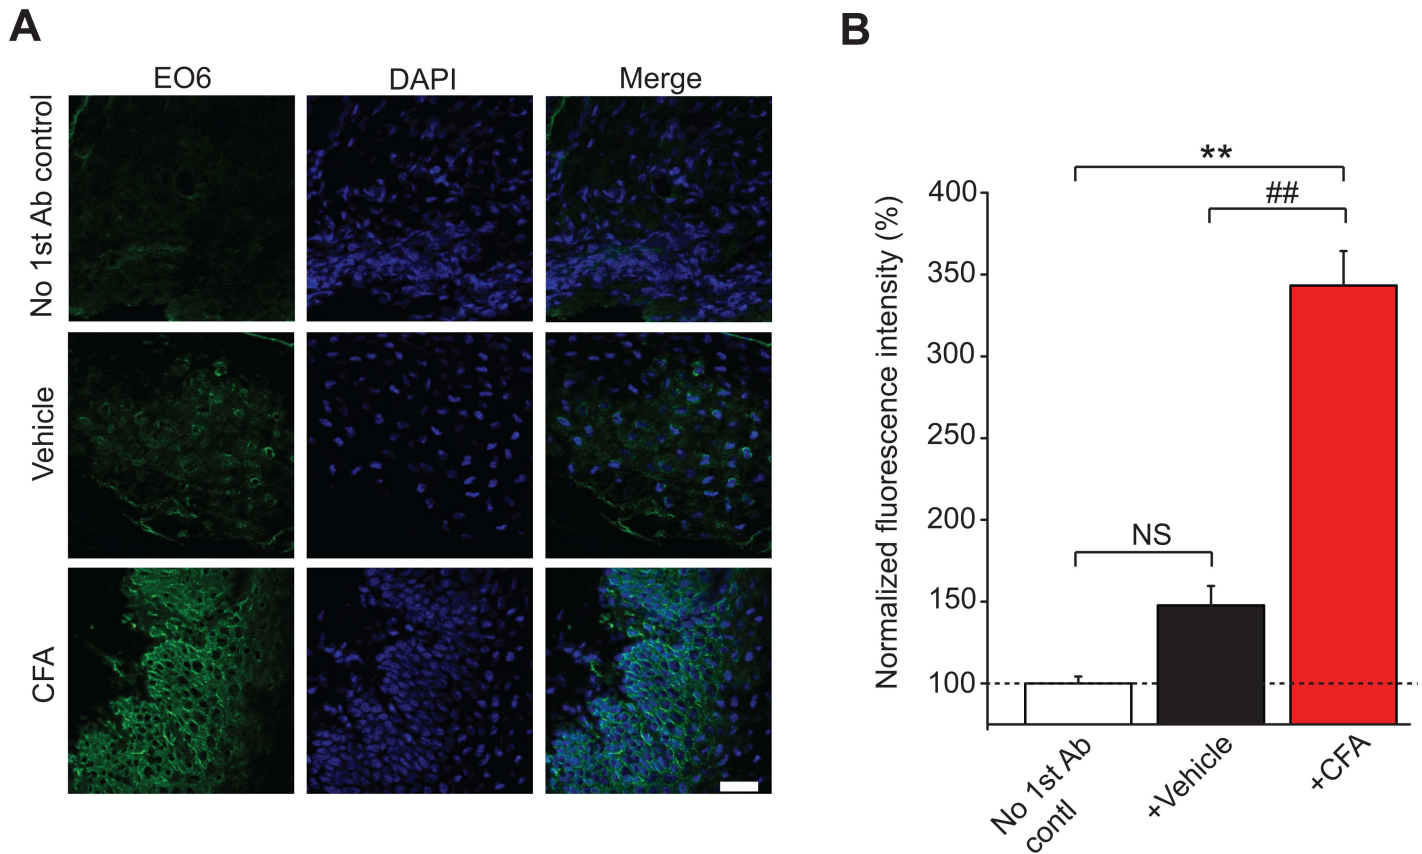 A
EO6 DAPI Merge
No 1st Ab control
Vehicle
CFA
B
Normalized fluorescence intensity (%)
400
350
300
250
200
150
100
**
##
NS
No 1st Ab
contl
+Vehicle
+CFA